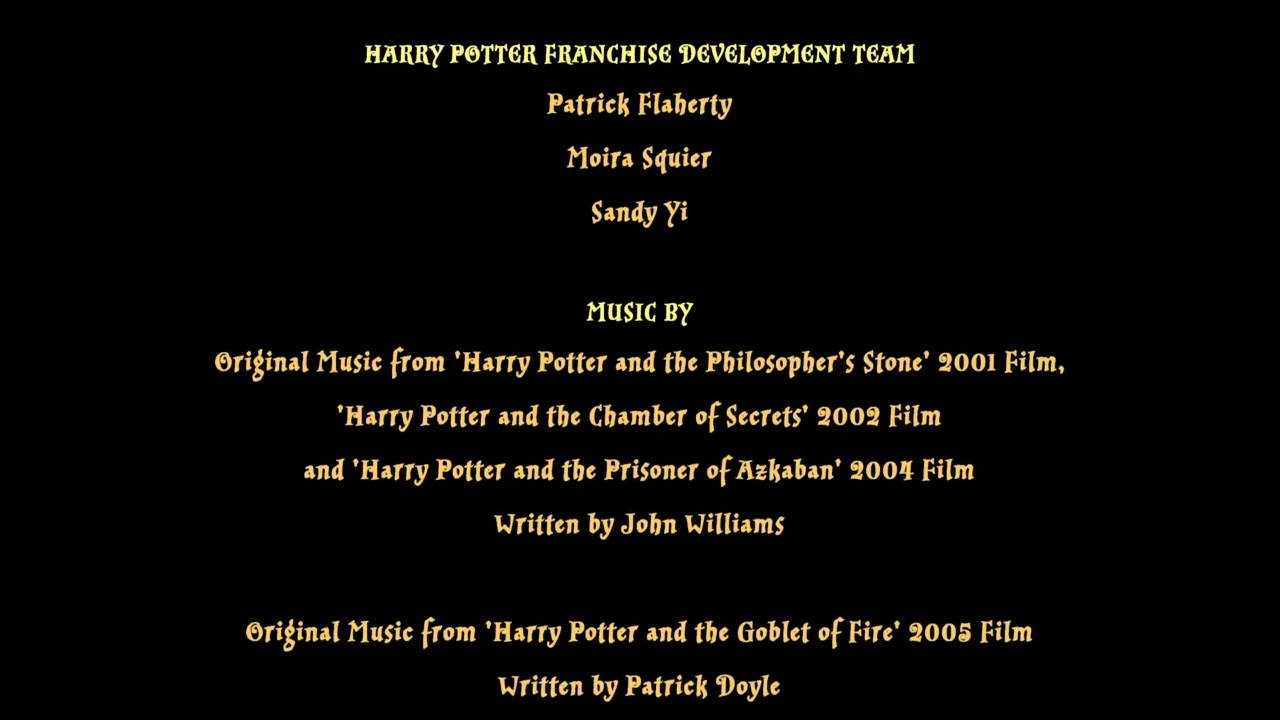 HARRY POTTER FRANCHISE DEVELOPMENT TEAM
Patrick Flaherty
Moira Squier
Sandy Yi
MUSIC BY
Original Music from 'Harry Potter and the Philosopher's Stone' 2001 Film,
'Harry Potter and the Chamber of Secrets' 2002 Film
and 'Harry Potter and the Prisoner of Azkaban' 2004 Film
Written by John Williams
Original Music from 'Harry Potter and the Goblet of Fire' 2005 Film
Written by Patrick Doyle